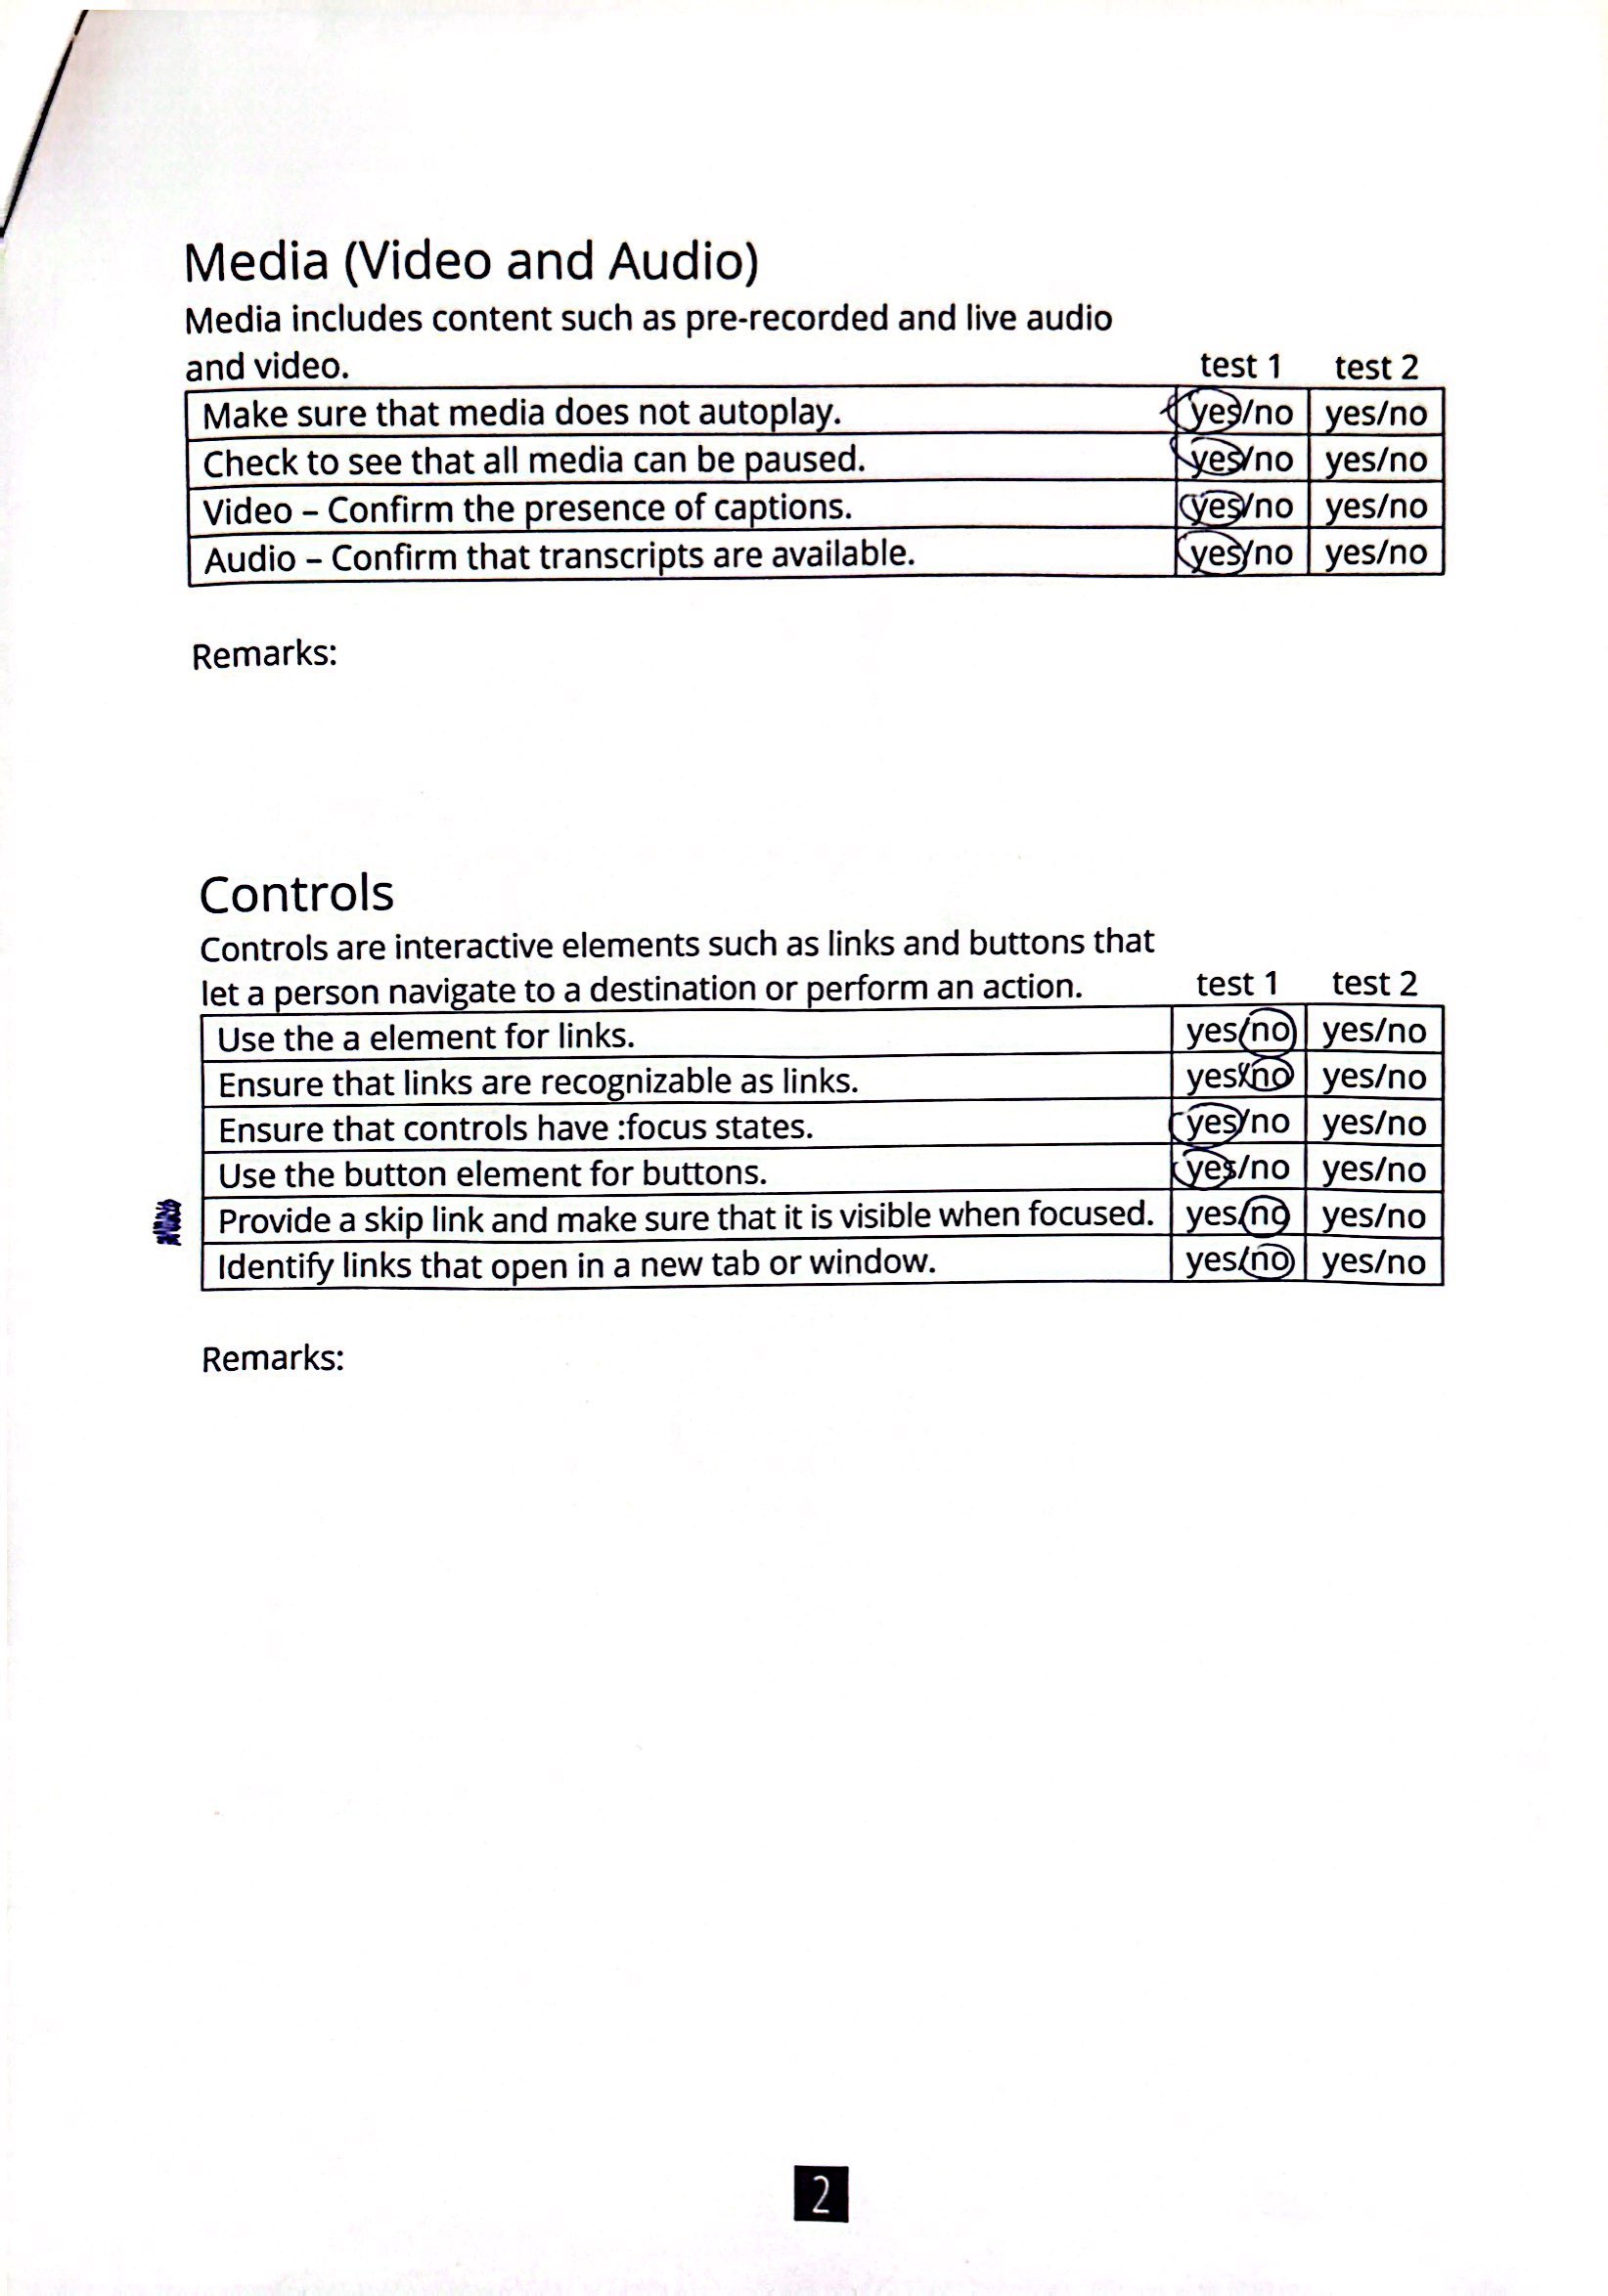 Media (Video and Audio)
Media includes content such as pre-recorded and live audio
and video. test 1 test 2
Make sure that media does not autoplay. yes/no yes/no
Check to see that all media can be paused. yes/no yes/no
Video – Confirm the presence of captions. yes/no yes/no
Audio – Confirm that transcripts are available. yes/no yes/no
Remarks:
Controls
Controls are interactive elements such as links and buttons that
let a person navigate to a destination or perform an action. test 1 test 2
Use the a element for links. yes/no yes/no
Ensure that links are recognizable as links. yes/no yes/no
Ensure that controls have :focus states. yes/no yes/no
Use the button element for buttons. yes/no yes/no
Provide a skip link and make sure that it is visible when focused. yes/no yes/no
Identify links that open in a new tab or window. yes/no yes/no
Remarks:
2